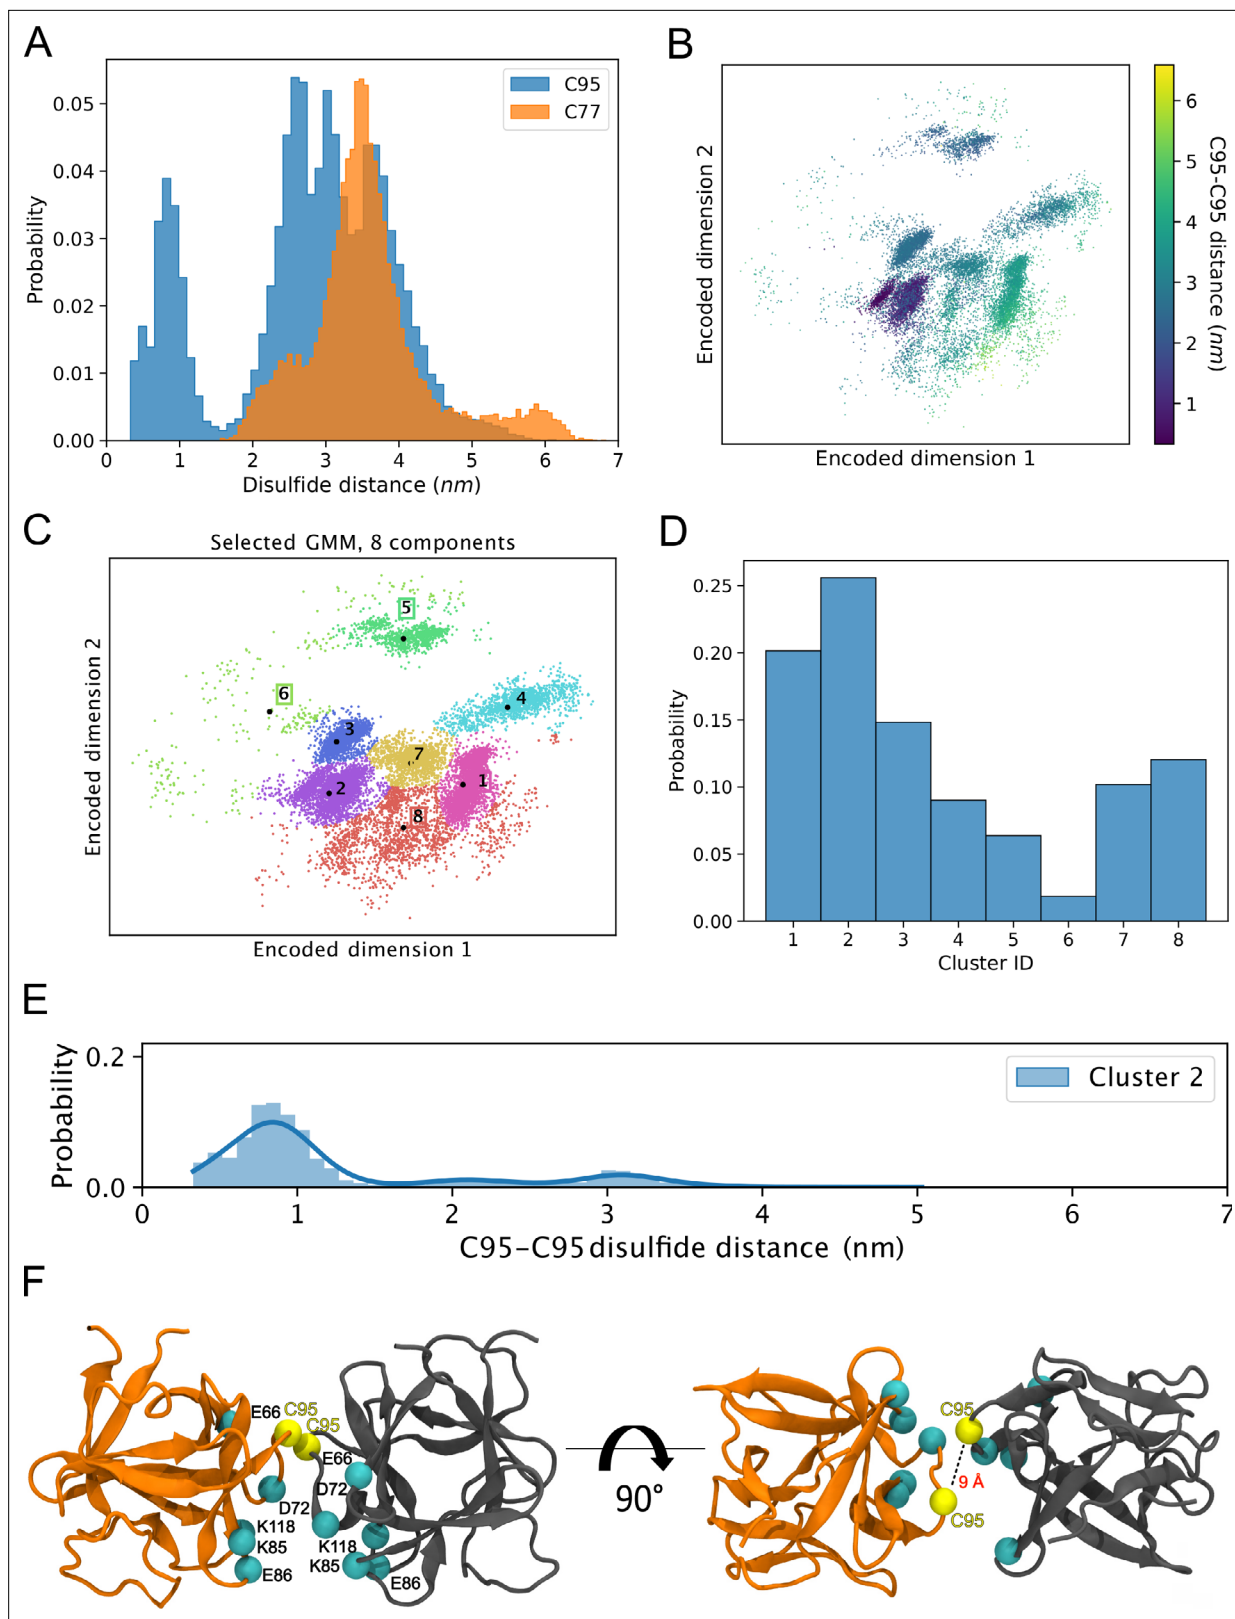 A
C95
C77
Probability
0.05
0.04
0.03
0.02
0.01
0.00
0 1 2 3 4 5 6 7
Disulfide distance (nm)
B
Encoded dimension 2
Encoded dimension 1
6
5
4
3
2
1
C95-C95 distance (nm)
C
Selected GMM, 8 components
Encoded dimension 2
5
6
4
3
7
2
1
8
Encoded dimension 1
D
Probability
0.25
0.20
0.15
0.10
0.05
0.00
1 2 3 4 5 6 7 8
Cluster ID
E
Probability
0.2
0.0
Cluster 2
0 1 2 3 4 5 6 7
C95-C95 disulfide distance (nm)
F
E66 C95
C95
E66
D72
D72
K118
K118
K85
K85
E86
E86
90°
C95
9 Å
C95